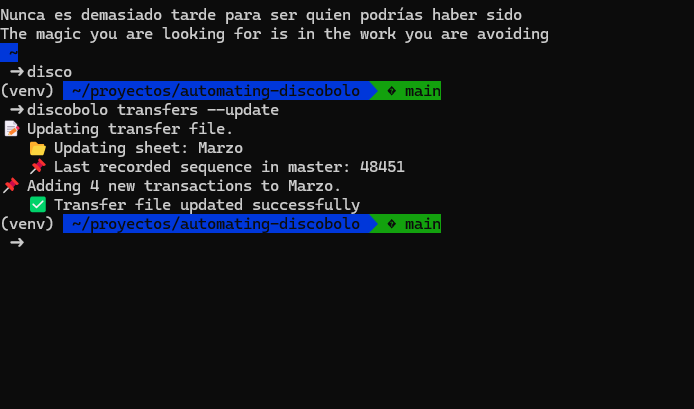 Nunca es demasiado tarde para ser quien podrías haber sido
The magic you are looking for is in the work you are avoiding
~
➜disco
(venv) ~/proyectos/automating-discobolo � main
➜discobolo transfers --update
📝 Updating transfer file.
📂 Updating sheet: Marzo
📌 Last recorded sequence in master: 48451
📌 Adding 4 new transactions to Marzo.
✅ Transfer file updated successfully
(venv) ~/proyectos/automating-discobolo � main
➜